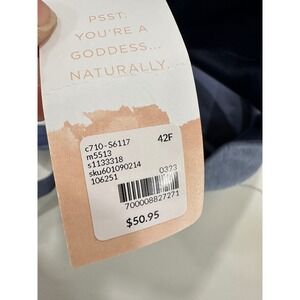 PSST,
YOU'RE A
GODDESS...
NATURALLY.
c710-S6117 42F
m5513
s1133318
sku601090214
106251 0323
700008827271
$50.95